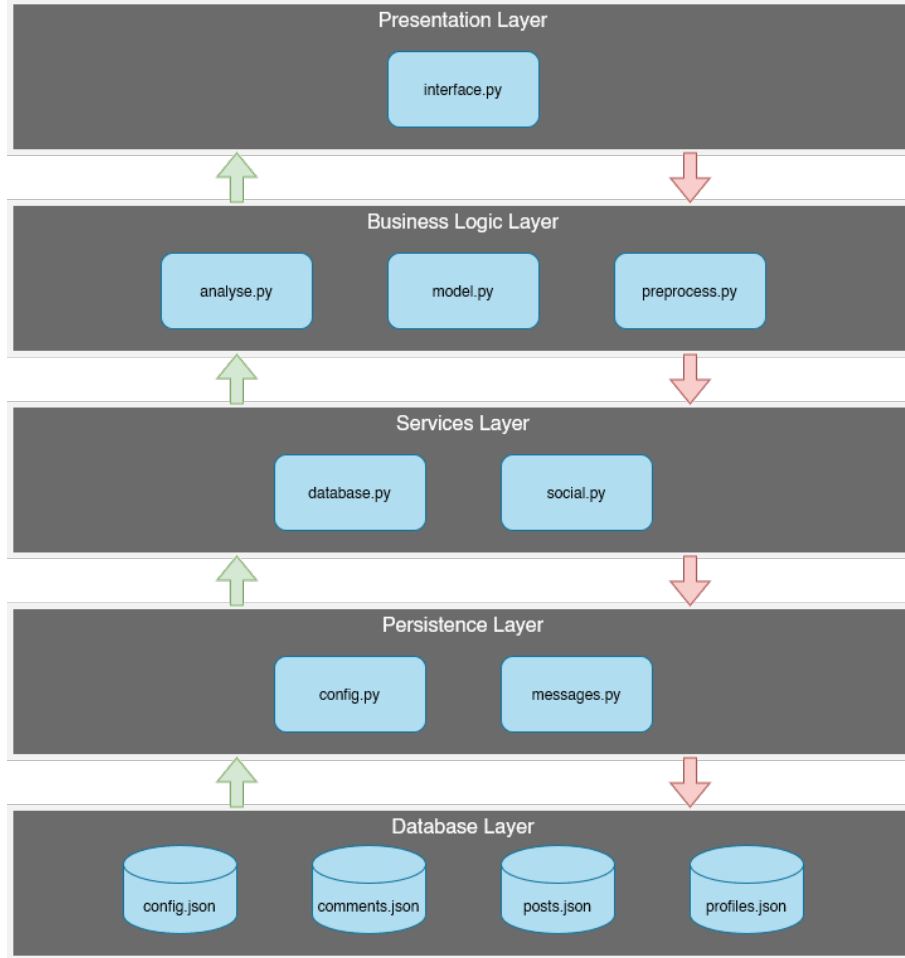 Presentation Layer
interface.py
Business Logic Layer
analyse.py
model.py
preprocess.py
Services Layer
database.py
social.py
Persistence Layer
config.py
messages.py
Database Layer
config.json
comments.json
posts.json
profiles.json